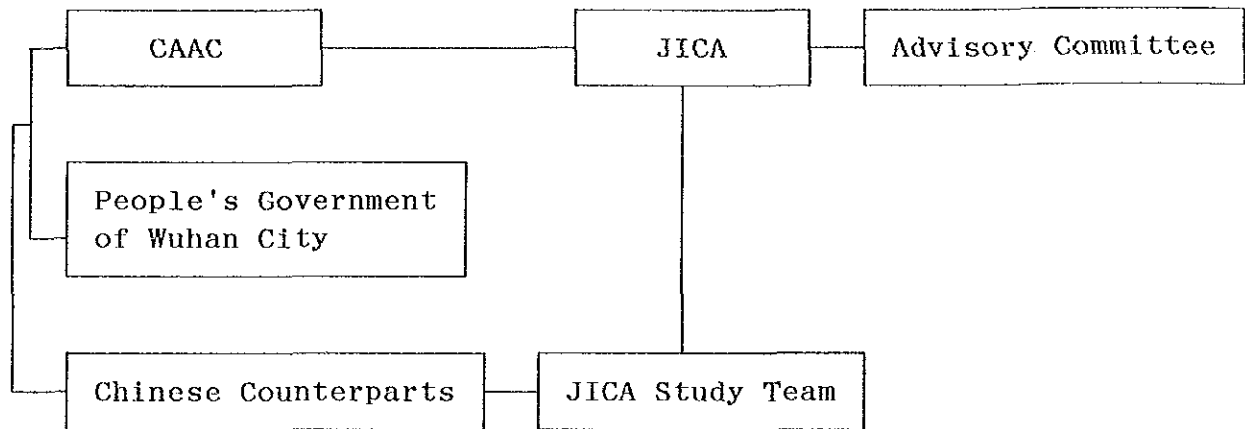 CAAC
JICA
Advisory Committee
People's Government
of Wuhan City
Chinese Counterparts
JICA Study Team